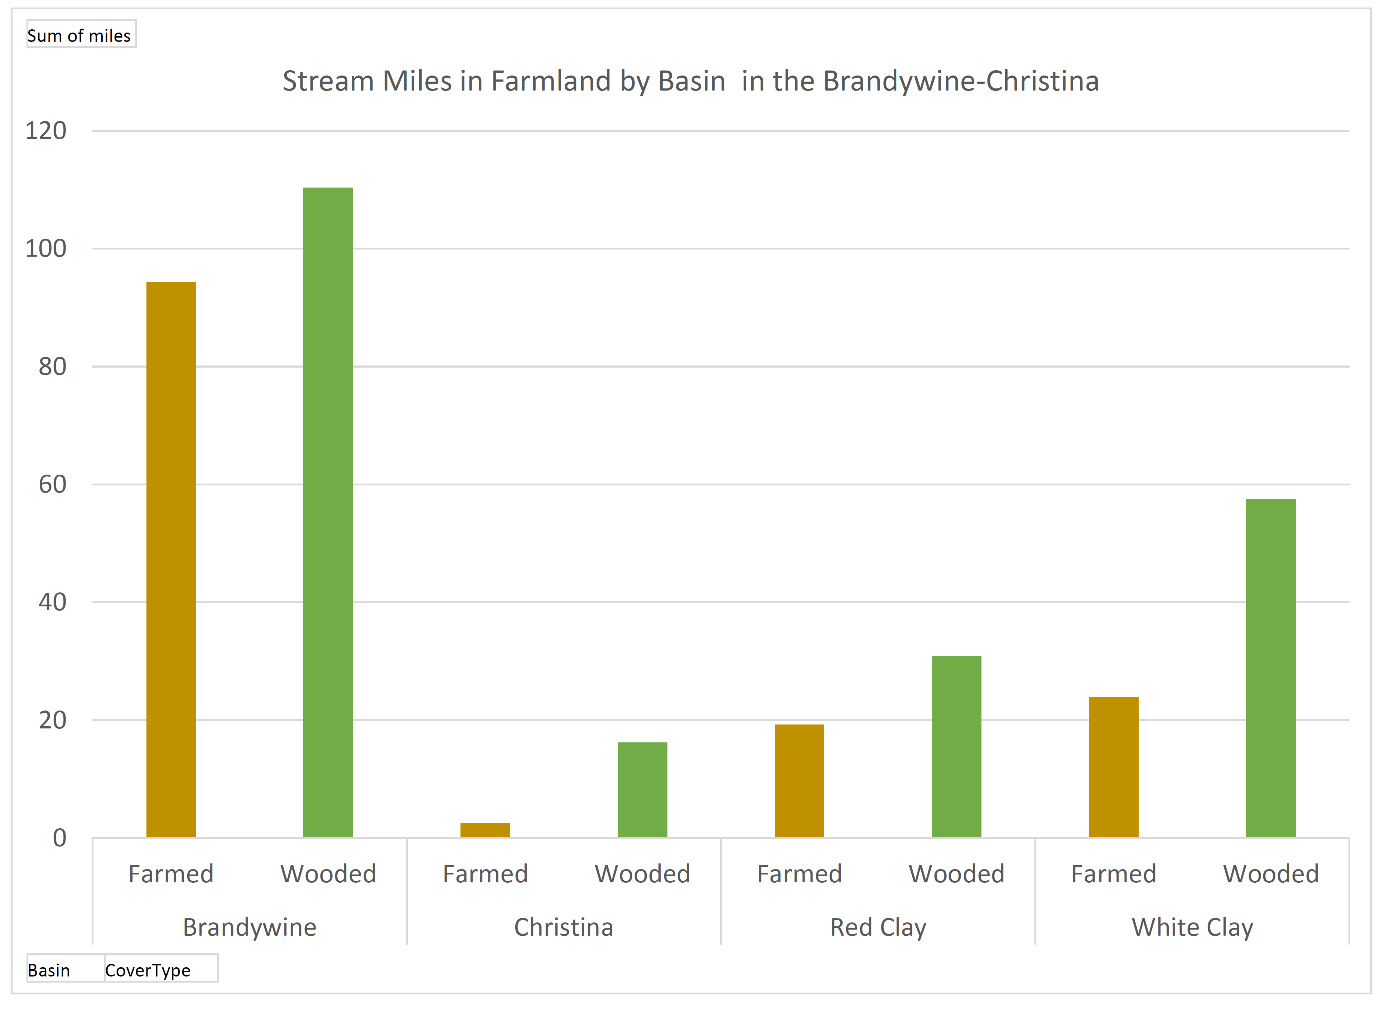 Sum of miles
Stream Miles in Farmland by Basin  in the Brandywine-Christina
120
100
80
60
40
20
0
Farmed Wooded Farmed Wooded Farmed Wooded Farmed Wooded
Brandywine Christina Red Clay White Clay
Basin CoverType